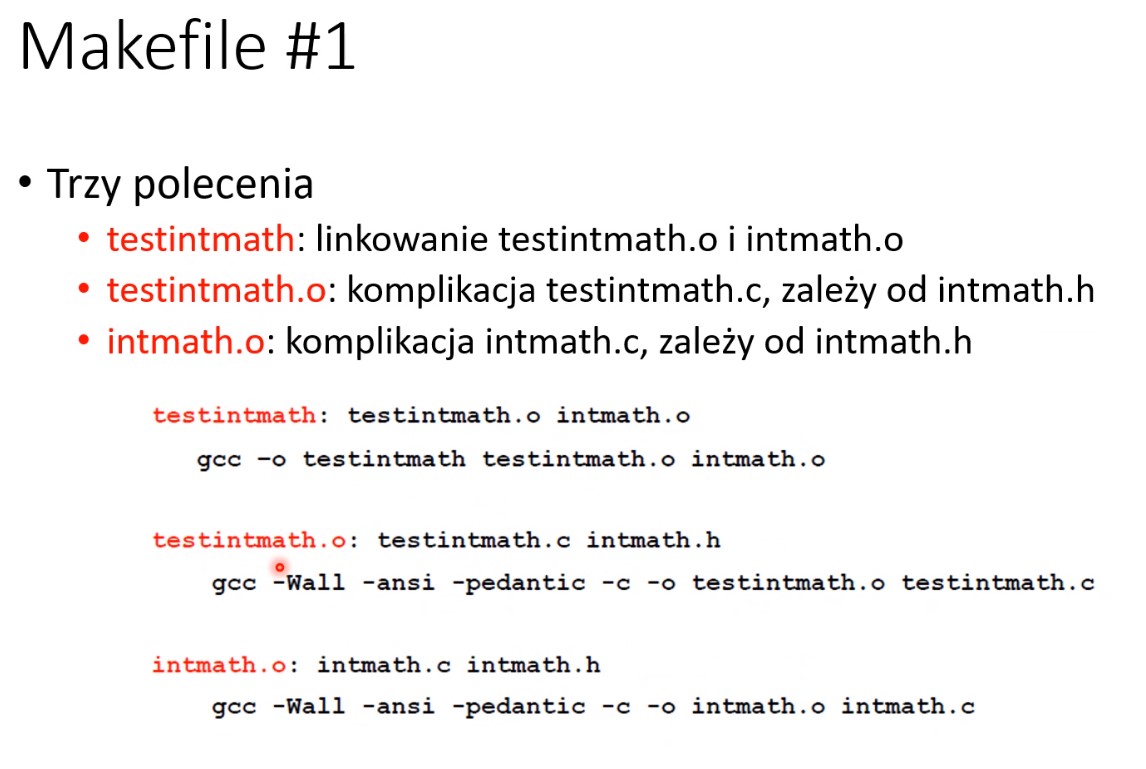 Makefile #1
• Trzy polecenia
• testintmath: linkowanie testintmath.o i intmath.o
• testintmath.o: komplikacja testintmath.c, zależy od intmath.h
• intmath.o: komplikacja intmath.c, zależy od intmath.h
testintmath: testintmath.o intmath.o
gcc –o testintmath testintmath.o intmath.o
testintmath.o: testintmath.c intmath.h
gcc -Wall -ansi -pedantic -c -o testintmath.o testintmath.c
intmath.o: intmath.c intmath.h
gcc -Wall -ansi -pedantic -c -o intmath.o intmath.c